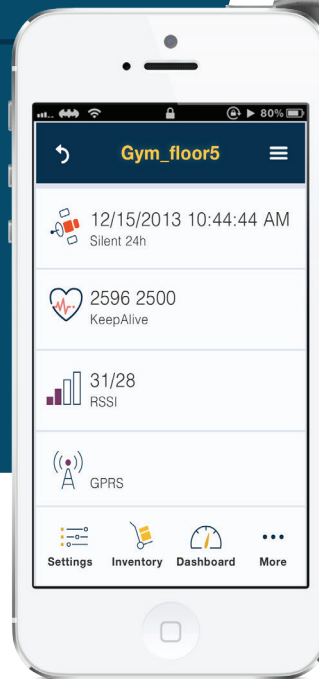 80%
Gym_floor5
12/15/2013 10:44:44 AM
Silent 24h
2596 2500
KeepAlive
31/28
RSSI
GPRS
Settings Inventory Dashboard More